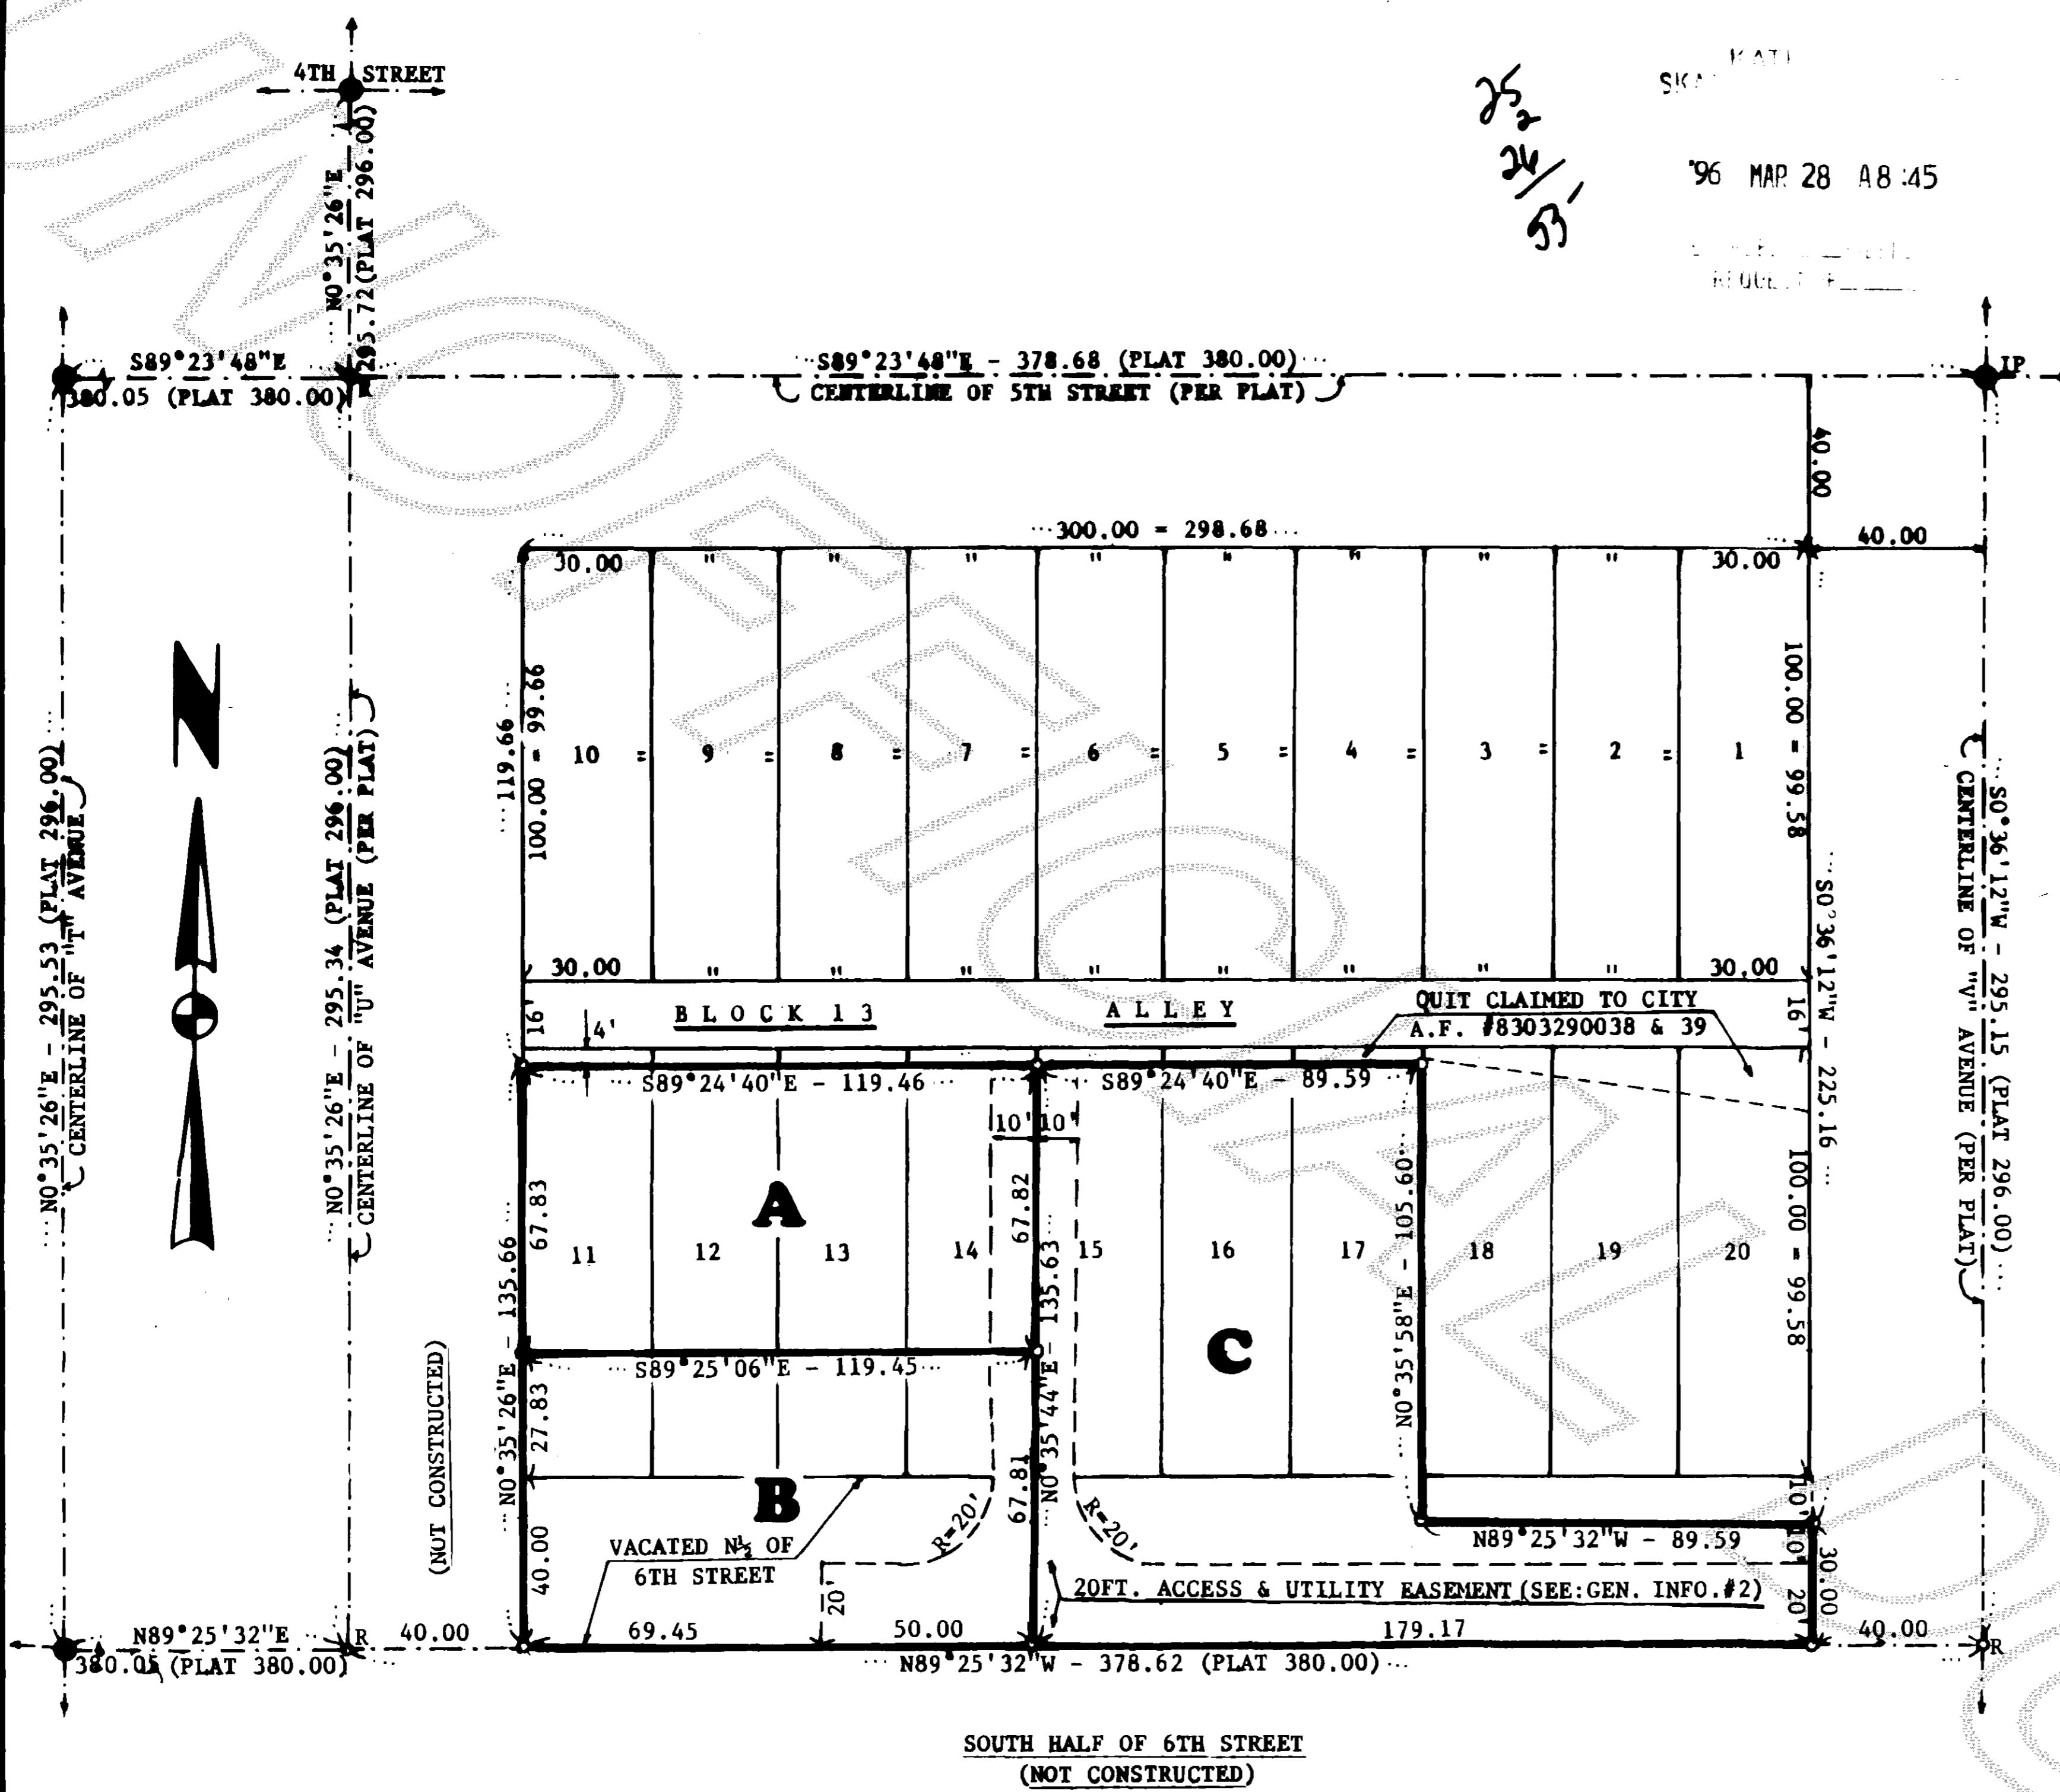 4TH STREET
N0°35'26"E
295.72(PLAT 296.00)
25
2
26/
53
'96 MAR 28 A8:45
S89°23'48"E
380.05 (PLAT 380.00)
S89°23'48"E - 378.68 (PLAT 380.00)
CENTERLINE OF 5TH STREET (PER PLAT)
IP
40.00
300.00 = 298.68
40.00
30.00 " " " " " " " " 30.00
N
119.66
100.00 = 99.66
100.00 = 99.58
10 = 9 = 8 = 7 = 6 = 5 = 4 = 3 = 2 = 1
N0°35'26"E - 295.53 (PLAT 296.00)
CENTERLINE OF "T" AVENUE
N0°35'26"E - 295.34 (PLAT 296.00)
CENTERLINE OF "U" AVENUE (PER PLAT)
S0°36'12"W - 295.15 (PLAT 296.00)
CENTERLINE OF "V" AVENUE (PER PLAT)
S0°36'12"W - 225.16
30.00 " " " " " " " " 30.00
16'
4'
BLOCK 13
ALLEY
QUIT CLAIMED TO CITY
A.F. #8303290038 & 39
16'
S89°24'40"E - 119.46
S89°24'40"E - 89.59
10' 10'
A
67.83
67.82
N0°35'58"E - 105.60
100.00 = 99.58
11 12 13 14 15 16 17 18 19 20
N0°35'26"E - 135.66
N0°35'44"E - 135.63
C
S89°25'06"E - 119.45
(NOT CONSTRUCTED)
27.83
67.81
B
R=20'
R=20'
10'
VACATED N½ OF
6TH STREET
40.00
N89°25'32"W - 89.59
10'
30.00
20'
20FT. ACCESS & UTILITY EASEMENT(SEE:GEN. INFO.#2)
20'
N89°25'32"E
380.05 (PLAT 380.00)
R
40.00
69.45
50.00
179.17
40.00
R
N89°25'32"W - 378.62 (PLAT 380.00)
SOUTH HALF OF 6TH STREET
(NOT CONSTRUCTED)